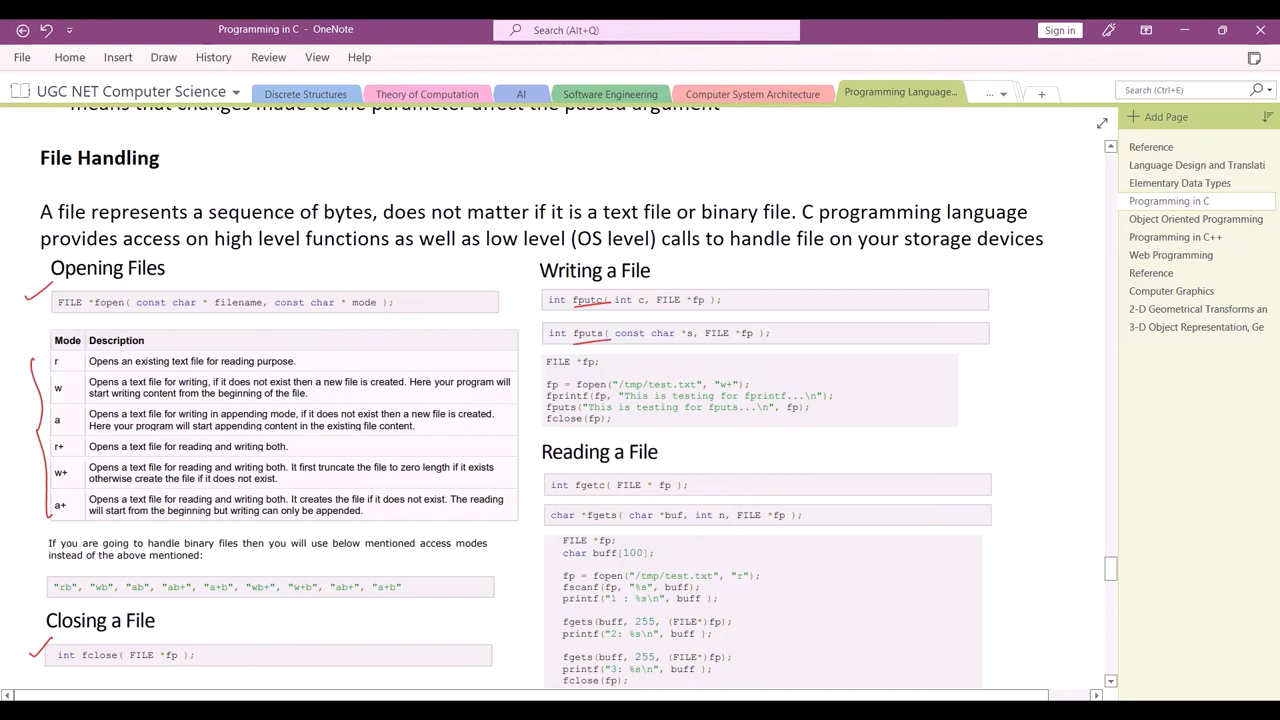 Programming in C - OneNote
Search (Alt+Q)
Sign in
File Home Insert Draw History Review View Help
UGC NET Computer Science
Discrete Structures
Theory of Computation
AI
Software Engineering
Computer System Architecture
Programming Language...
...
Search (Ctrl+E)
means that changes made to the parameter affect the passed argument
File Handling
A file represents a sequence of bytes, does not matter if it is a text file or binary file. C programming language
provides access on high level functions as well as low level (OS level) calls to handle file on your storage devices
Opening Files
FILE *fopen( const char * filename, const char * mode );
Mode Description
r Opens an existing text file for reading purpose.
w Opens a text file for writing, if it does not exist then a new file is created. Here your program will
start writing content from the beginning of the file.
a Opens a text file for writing in appending mode, if it does not exist then a new file is created.
Here your program will start appending content in the existing file content.
r+ Opens a text file for reading and writing both.
w+ Opens a text file for reading and writing both. It first truncate the file to zero length if it exists
otherwise create the file if it does not exist.
a+ Opens a text file for reading and writing both. It creates the file if it does not exist. The reading
will start from the beginning but writing can only be appended.
If you are going to handle binary files then you will use below mentioned access modes
instead of the above mentioned:
"rb", "wb", "ab", "ab+", "a+b", "wb+", "w+b", "ab+", "a+b"
Closing a File
int fclose( FILE *fp );
Writing a File
int fputc( int c, FILE *fp );
int fputs( const char *s, FILE *fp );
FILE *fp;
fp = fopen("/tmp/test.txt", "w+");
fprintf(fp, "This is testing for fprintf...\n");
fputs("This is testing for fputs...\n", fp);
fclose(fp);
Reading a File
int fgetc( FILE * fp );
char *fgets( char *buf, int n, FILE *fp );
FILE *fp;
char buff[100];
fp = fopen("/tmp/test.txt", "r");
fscanf(fp, "%s", buff);
printf("1 : %s\n", buff );
fgets(buff, 255, (FILE*)fp);
printf("2: %s\n", buff );
fgets(buff, 255, (FILE*)fp);
printf("3: %s\n", buff );
fclose(fp);
Add Page
Reference
Language Design and Translati
Elementary Data Types
Programming in C
Object Oriented Programming
Programming in C++
Web Programming
Reference
Computer Graphics
2-D Geometrical Transforms an
3-D Object Representation, Ge